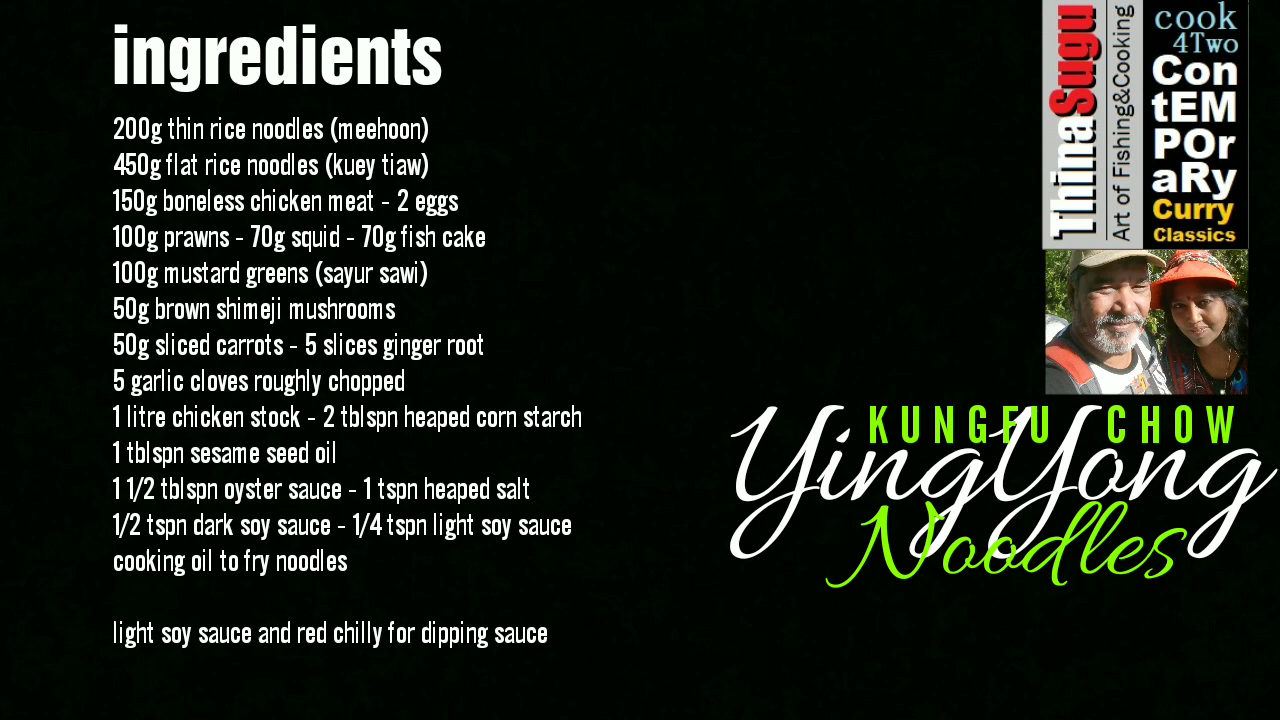 ingredients
200g thin rice noodles (meehoon)
450g flat rice noodles (kuey tiaw)
150g boneless chicken meat - 2 eggs
100g prawns - 70g squid - 70g fish cake
100g mustard greens (sayur sawi)
50g brown shimeji mushrooms
50g sliced carrots - 5 slices ginger root
5 garlic cloves roughly chopped
1 litre chicken stock - 2 tblspn heaped corn starch
1 tblspn sesame seed oil
1 1/2 tblspn oyster sauce - 1 tspn heaped salt
1/2 tspn dark soy sauce - 1/4 tspn light soy sauce
cooking oil to fry noodles
light soy sauce and red chilly for dipping sauce
ThinaSugu
Art of Fishing&Cooking
cook
4Two
Con
tEM
POr
aRy
Curry
Classics
KUNGFU CHOW
YingYong
Noodles